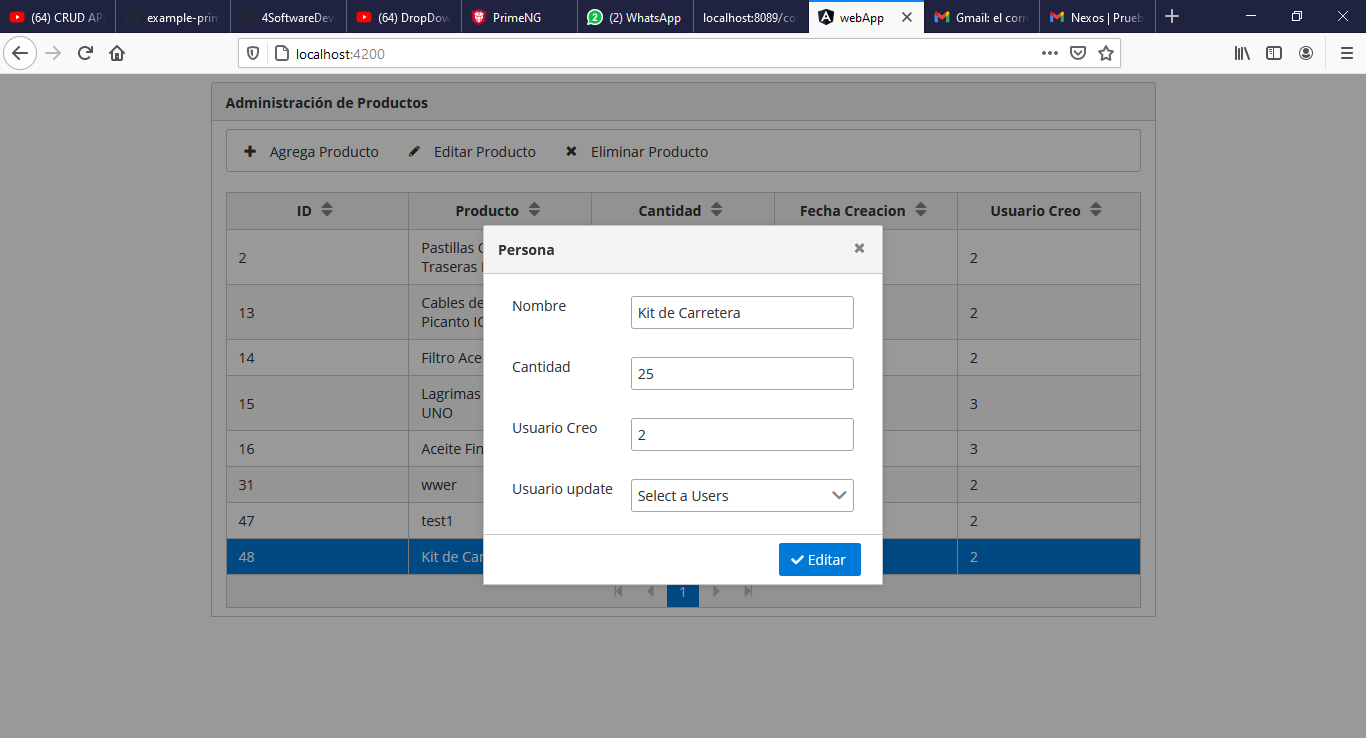 (64) CRUD AP
example-prim
4SoftwareDev
(64) DropDow
PrimeNG
(2) WhatsApp
localhost:8089/co
webApp
Gmail: el corr
Nexos | Prueb
localhost:4200
Administración de Productos
Agrega Producto
Editar Producto
Eliminar Producto
ID
Producto
Cantidad
Fecha Creacion
Usuario Creo
2
Pastillas
Traseras
2
13
Cables de
Picanto
2
14
Filtro Ace
2
15
Lagrimas
UNO
3
16
Aceite Fin
3
31
wwer
2
47
test1
2
48
Kit de Car
2
1
Persona
Nombre
Kit de Carretera
Cantidad
25
Usuario Creo
2
Usuario update
Select a Users
Editar